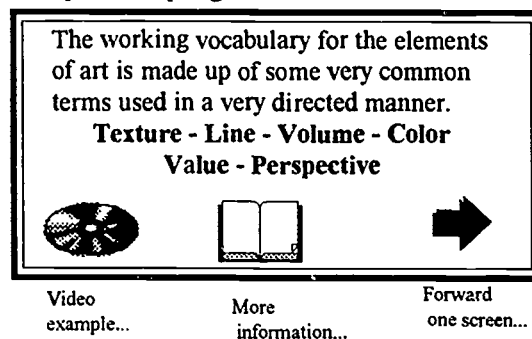 The working vocabulary for the elements
of art is made up of some very common
terms used in a very directed manner.
Texture - Line - Volume - Color
Value - Perspective
Video
example...
More
information...
Forward
one screen...